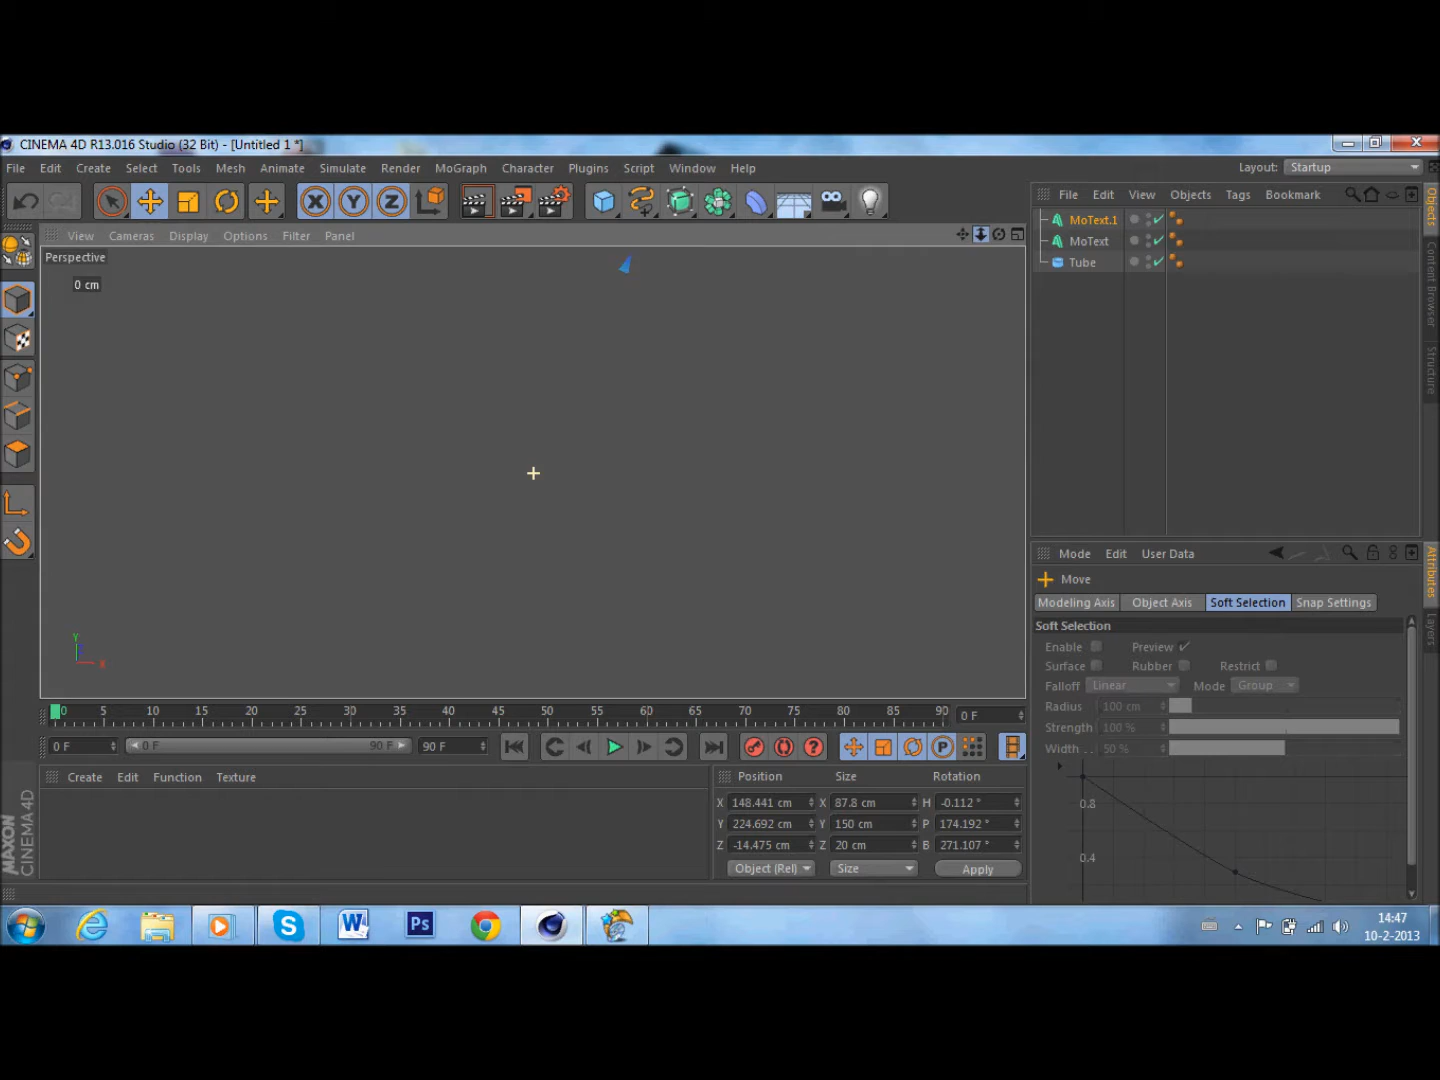 CINEMA 4D R13.016 Studio (32 Bit) - [Untitled 1 *]
File Edit Create Select Tools Mesh Animate Simulate Render MoGraph Character Plugins Script Window Help
Layout: Startup
X Y Z
File Edit View Objects Tags Bookmark
View Cameras Display Options Filter Panel
Perspective
0 cm
MoText.1
MoText
Tube
Objects
Content Browser
Structure
Mode Edit User Data
Move
Modeling Axis Object Axis Soft Selection Snap Settings
Soft Selection
Enable Preview
Surface Rubber Restrict
Falloff Linear Mode Group
Radius 100 cm
Strength 100 %
Width . . 50 %
0.8
0.4
Attributes
Layers
Y
X
0 5 10 15 20 25 30 35 40 45 50 55 60 65 70 75 80 85 90 0 F
0 F 0 F 90 F 90 F
P
Create Edit Function Texture
Position Size Rotation
X 148.441 cm X 87.8 cm H -0.112 °
Y 224.692 cm Y 150 cm P 174.192 °
Z -14.475 cm Z 20 cm B 271.107 °
Object (Rel) Size Apply
MAXON
CINEMA 4D
W
Ps
14:47
10-2-2013